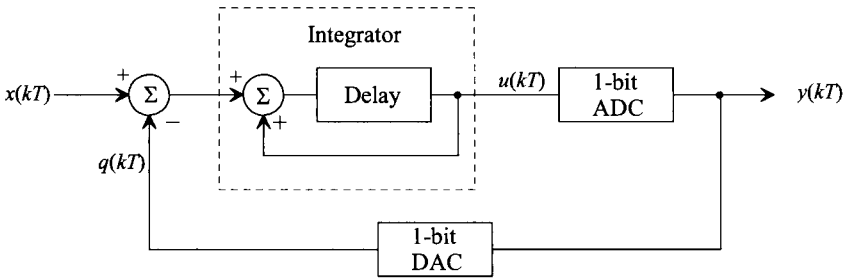 Integrator
x(kT)
+
Σ
−
+
Σ
+
Delay
u(kT)
1-bit
ADC
y(kT)
q(kT)
1-bit
DAC